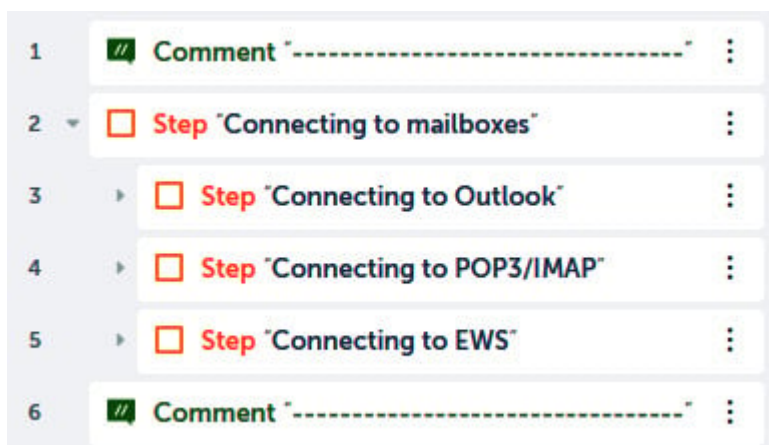 1 // Comment "---------------------------------"
2 Step "Connecting to mailboxes"
3 Step "Connecting to Outlook"
4 Step "Connecting to POP3/IMAP"
5 Step "Connecting to EWS"
6 // Comment "---------------------------------"